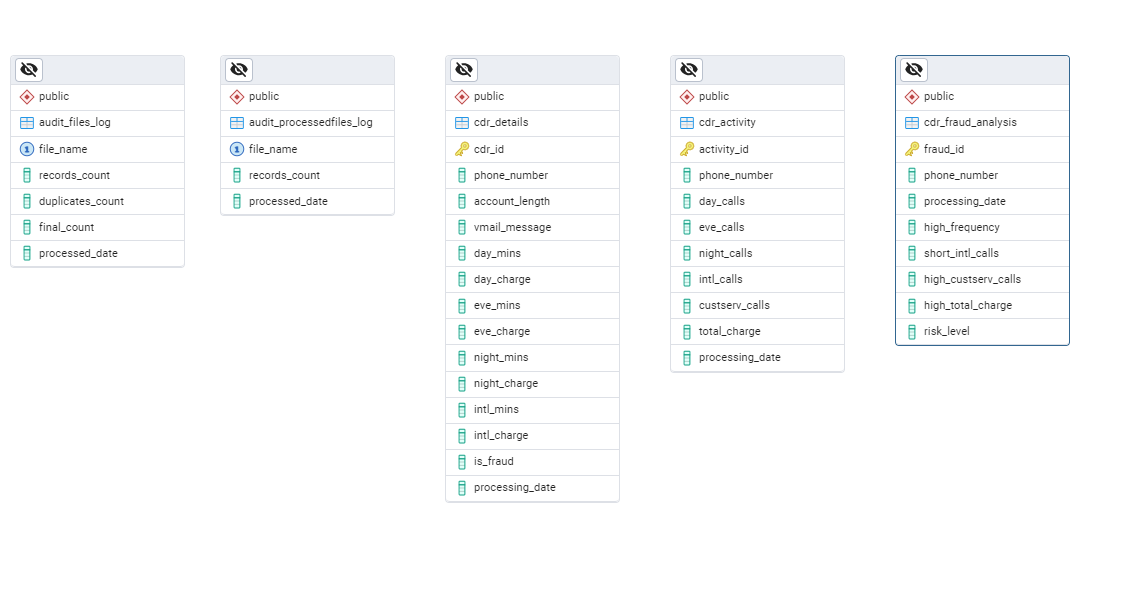 public
audit_files_log
file_name
records_count
duplicates_count
final_count
processed_date
public
audit_processedfiles_log
file_name
records_count
processed_date
public
cdr_details
cdr_id
phone_number
account_length
vmail_message
day_mins
day_charge
eve_mins
eve_charge
night_mins
night_charge
intl_mins
intl_charge
is_fraud
processing_date
public
cdr_activity
activity_id
phone_number
day_calls
eve_calls
night_calls
intl_calls
custserv_calls
total_charge
processing_date
public
cdr_fraud_analysis
fraud_id
phone_number
processing_date
high_frequency
short_intl_calls
high_custserv_calls
high_total_charge
risk_level